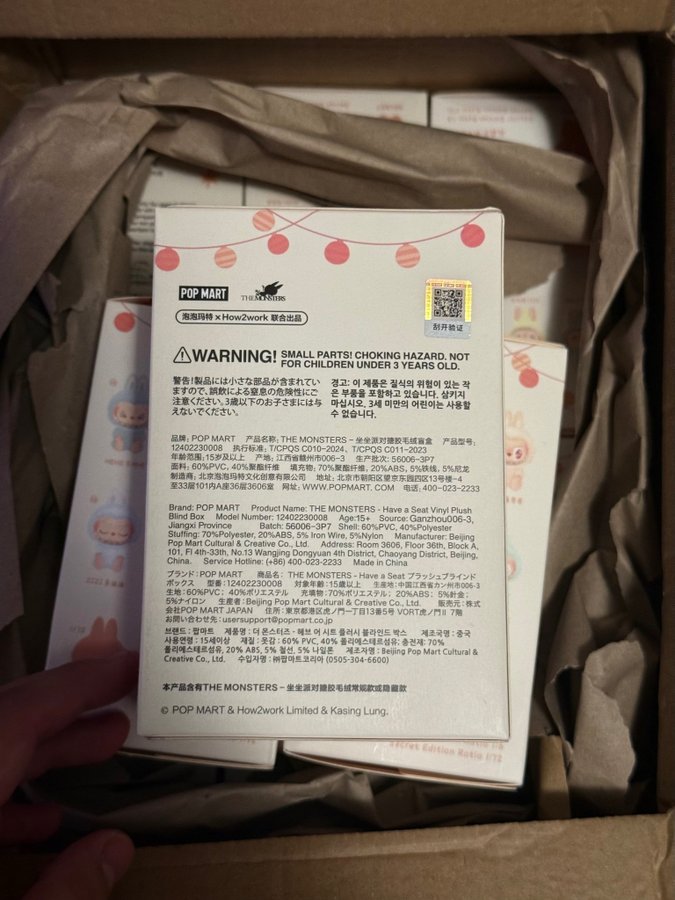 POP MART THE MONSTERS
泡泡玛特 × How2work 联合出品
刮开验证
WARNING! SMALL PARTS! CHOKING HAZARD. NOT
FOR CHILDREN UNDER 3 YEARS OLD.
警告!製品には小さな部品が含まれてい
ますので、誤飲による窒息の危険性にご
注意ください。3歳以下のお子さまには与
えないでください。
경고: 이 제품은 질식의 위험이 있는 작
은 부품을 포함하고 있습니다. 삼키지
마십시오. 3세 미만의 어린이는 사용할
수 없습니다.
品牌: POP MART 产品名称: THE MONSTERS – 坐坐派对搪胶毛绒盲盒 产品型号:
12402230008 执行标准: T/CPQS C010–2024、T/CPQS C011–2023
年龄范围: 15岁及以上 产地: 江西省赣州市006–3 生产批次: 56006–3P7
面料: 60%PVC, 40%聚酯纤维 填充物: 70%聚酯纤维, 20%ABS, 5%铁线, 5%尼龙
制造商: 北京泡泡玛特文化创意有限公司 地址: 北京市朝阳区望京东园四区13号楼–4
至33层101内A座36层3606室 网址: WWW.POPMART.COM 电话: 400–023–2233
Brand: POP MART Product Name: THE MONSTERS – Have a Seat Vinyl Plush
Blind Box Model Number: 12402230008 Age:15+ Source: Ganzhou006–3,
Jiangxi Province Batch: 56006–3P7 Shell: 60%PVC, 40%Polyester
Stuffing: 70%Polyester, 20%ABS, 5% Iron Wire, 5%Nylon Manufacturer: Beijing
Pop Mart Cultural & Creative Co., Ltd. Address: Room 3606, Floor 36th, Block A,
101, Fl 4th-33th, No.13 Wangjing Dongyuan 4th District, Chaoyang District, Beijing,
China. Service Hotline: (+86) 400-023-2233 Made in China
ブランド: POP MART 商品名: THE MONSTERS - Have a Seat プラッシュブラインド
ボックス 型番: 12402230008 対象年齢: 15歳以上 生産地: 中国江西省カン州市006-3
生地: 60%PVC; 40%ポリエステル 充填物: 70%ポリエステル; 20%ABS; 5%針金;
5%ナイロン 生産者: Beijing Pop Mart Cultural & Creative Co., Ltd. 販売元: 株式
会社POP MART JAPAN 住所: 東京都港区虎ノ門一丁目13番5号 VORT虎ノ門II 7階
お問い合わせ先: usersupport@popmart.co.jp
브랜드 : 팝마트 제품명 : 더 몬스터즈 - 해브 어 시트 플러시 블라인드 박스 제조국명 : 중국
사용연령 : 15세이상 재질 : 겉감 : 60% PVC, 40% 폴리에스테르섬유; 충전재: 70%
폴리에스테르섬유, 20% ABS, 5% 철선, 5% 나일론 제조자명 : Beijing Pop Mart Cultural &
Creative Co., Ltd. 수입자명 : ㈜팝마트코리아 (0505-304-6600)
本产品含有THE MONSTERS – 坐坐派对搪胶毛绒常规款或隐藏款
© POP MART & How2work Limited & Kasing Lung.
Secret Edition Ratio 1:72